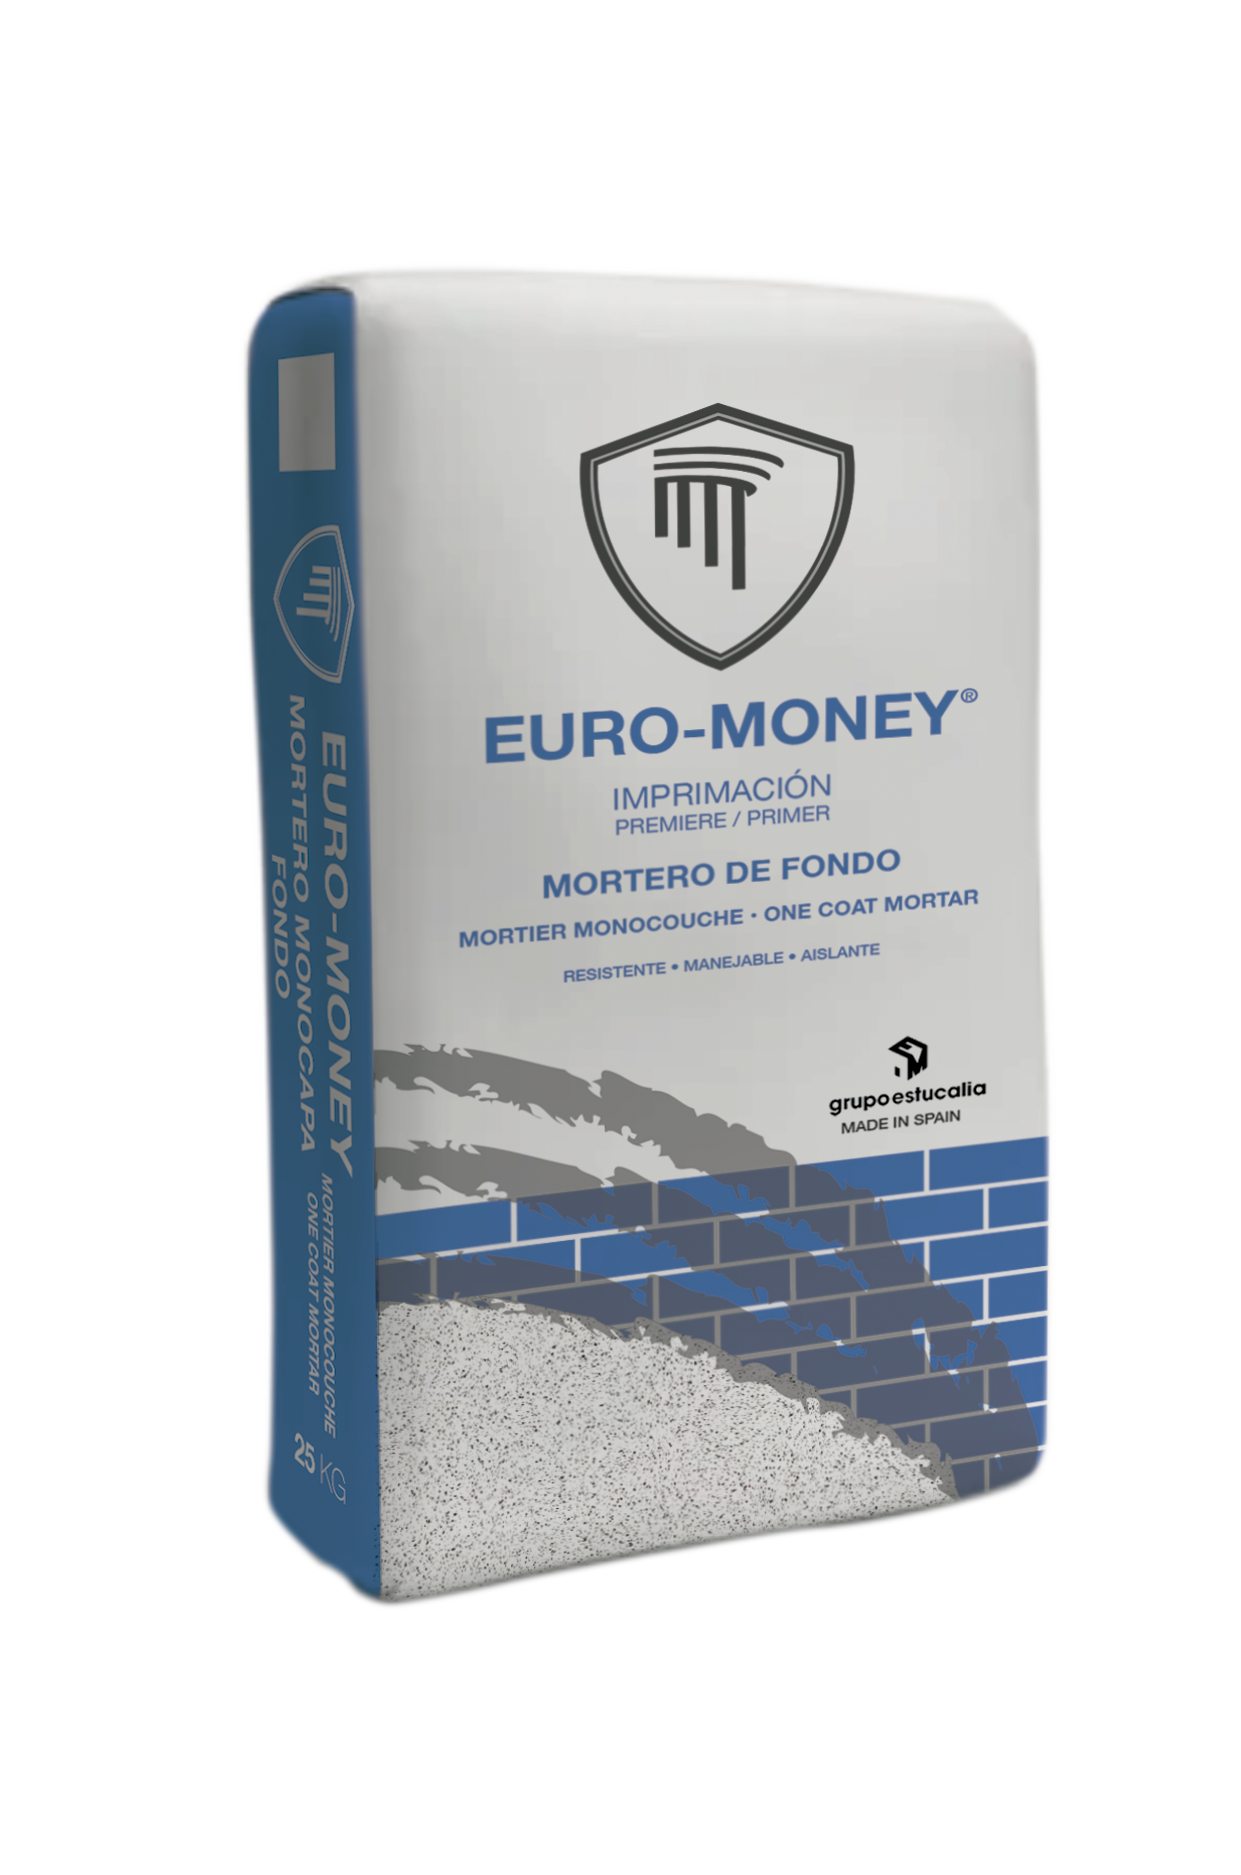 EURO-MONEY®
IMPRIMACIÓN
PREMIERE / PRIMER
MORTERO DE FONDO
MORTIER MONOCOUCHE · ONE COAT MORTAR
RESISTENTE • MANEJABLE • AISLANTE
grupoestucalia
MADE IN SPAIN
EURO-MONEY
MORTERO MONOCAPA
FONDO
MORTIER MONOCOUCHE
ONE COAT MORTAR
25 KG